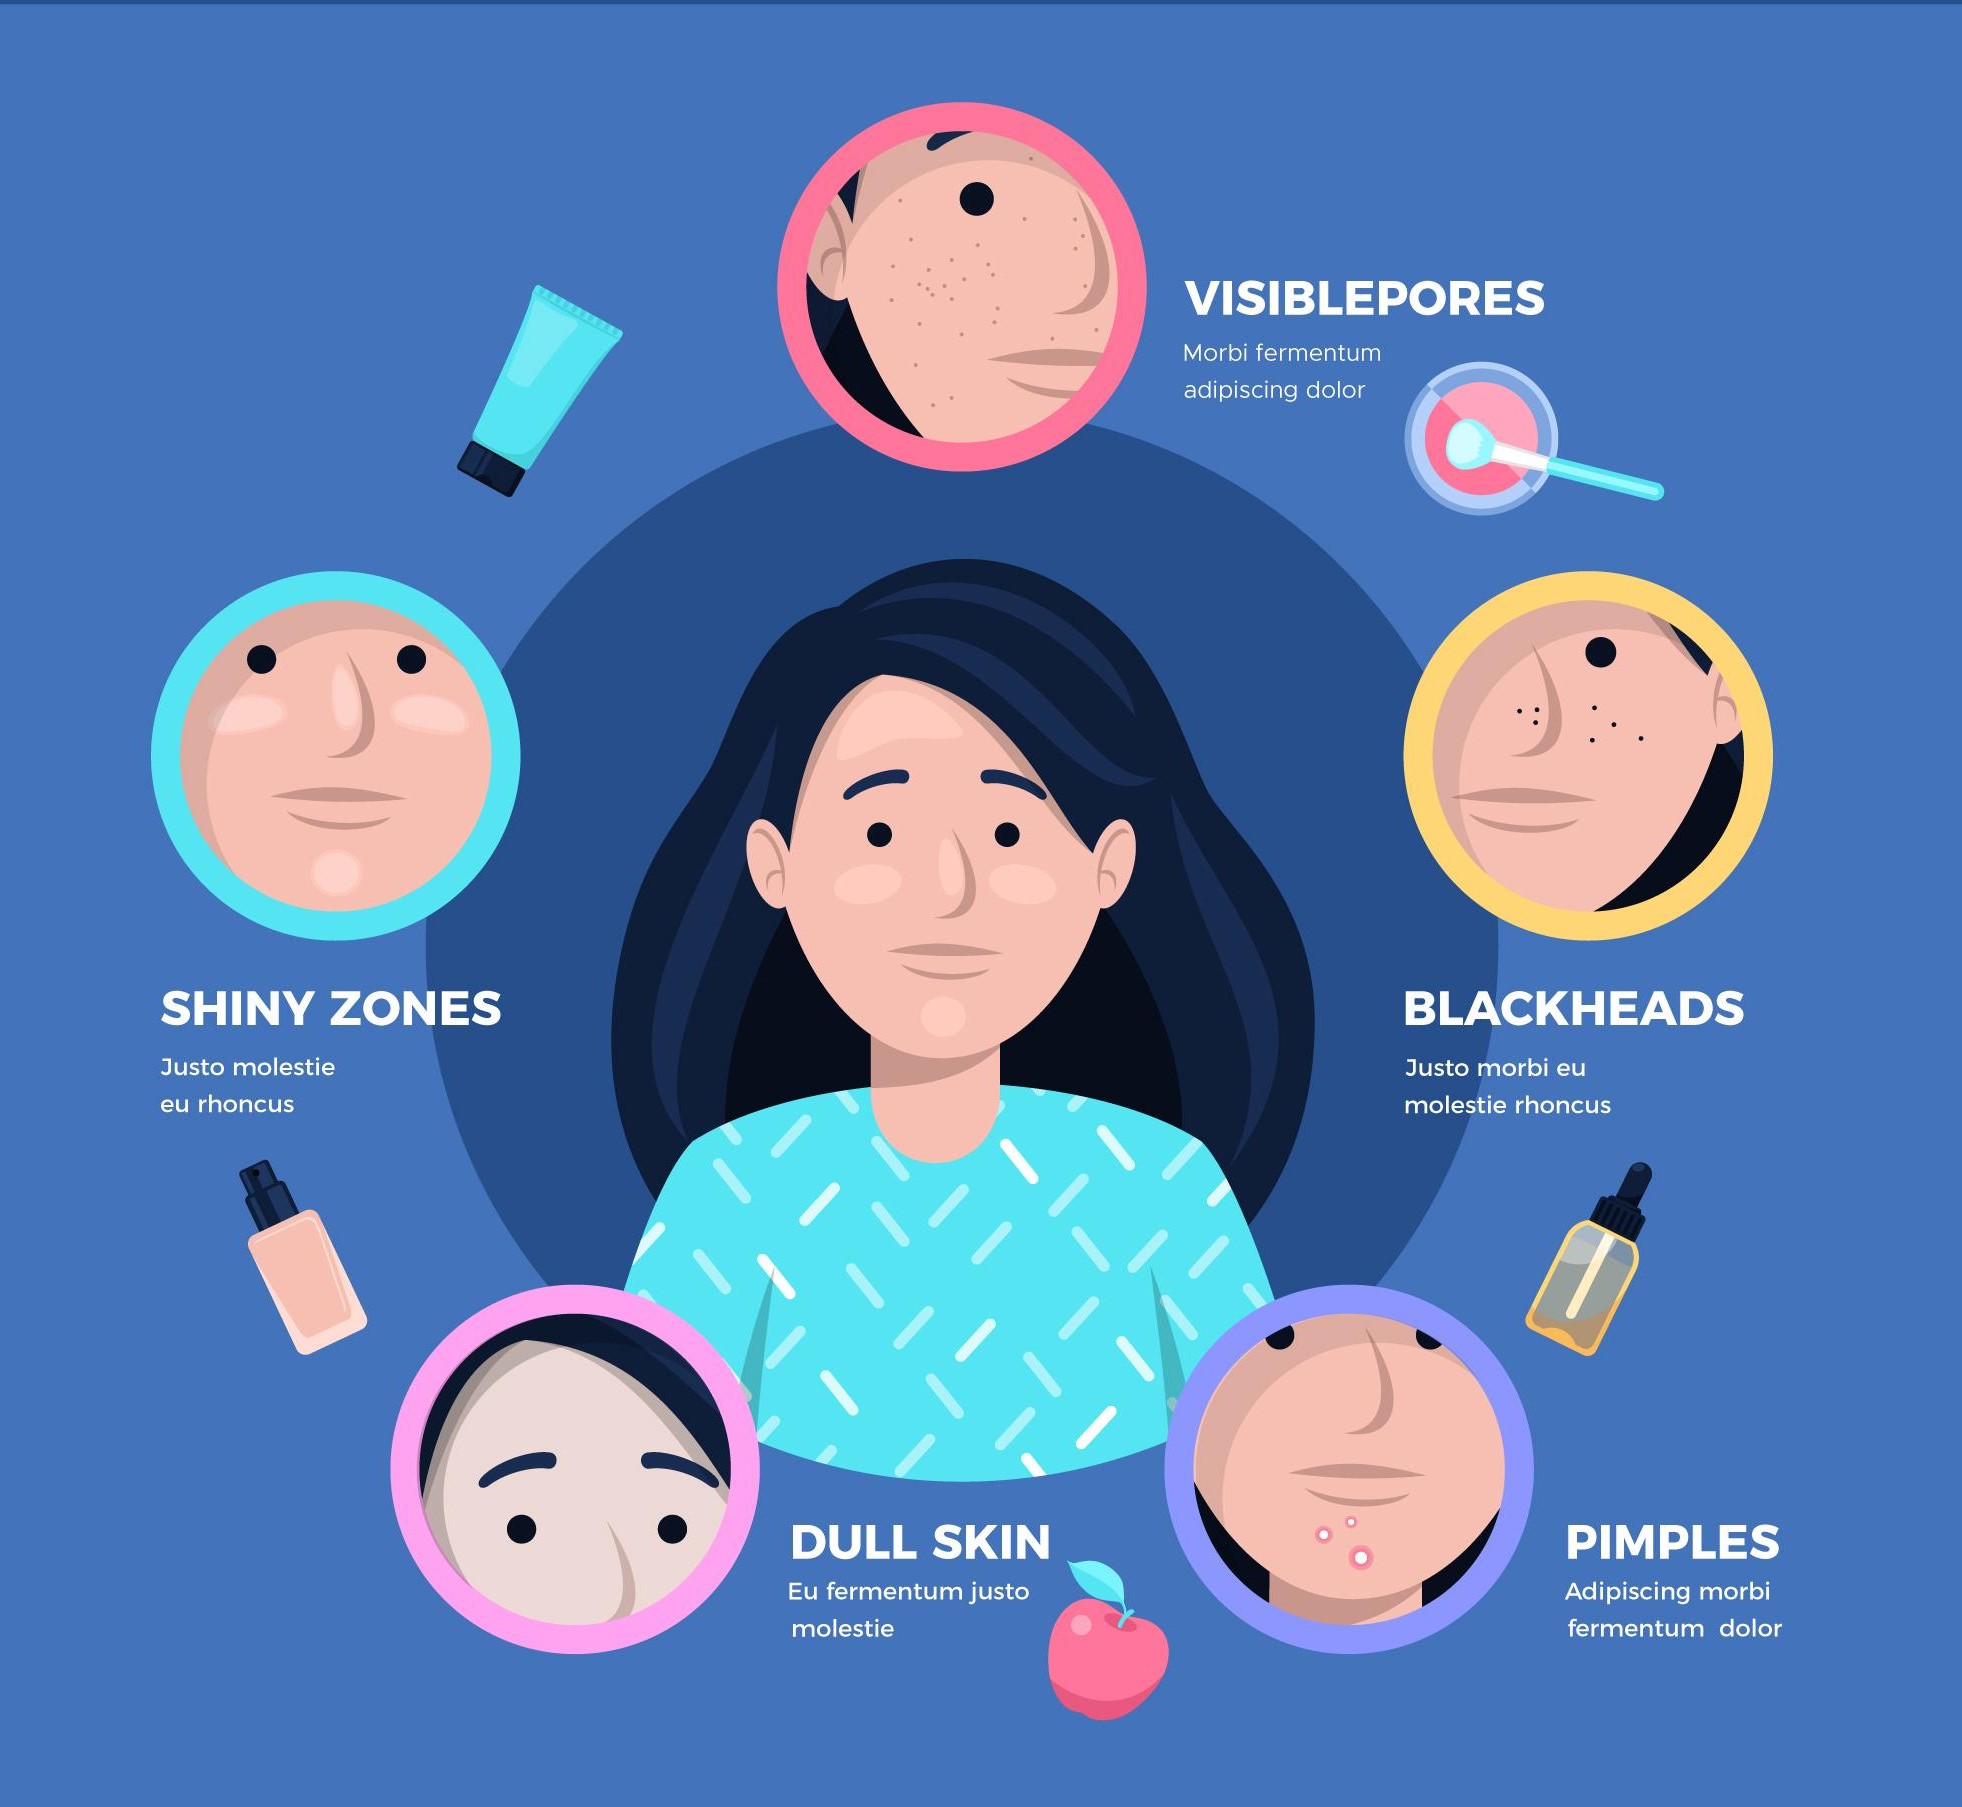 VISIBLEPORES
Morbi fermentum
adipiscing dolor
SHINY ZONES
Justo molestie
eu rhoncus
BLACKHEADS
Justo morbi eu
molestie rhoncus
DULL SKIN
Eu fermentum justo
molestie
PIMPLES
Adipiscing morbi
fermentum dolor